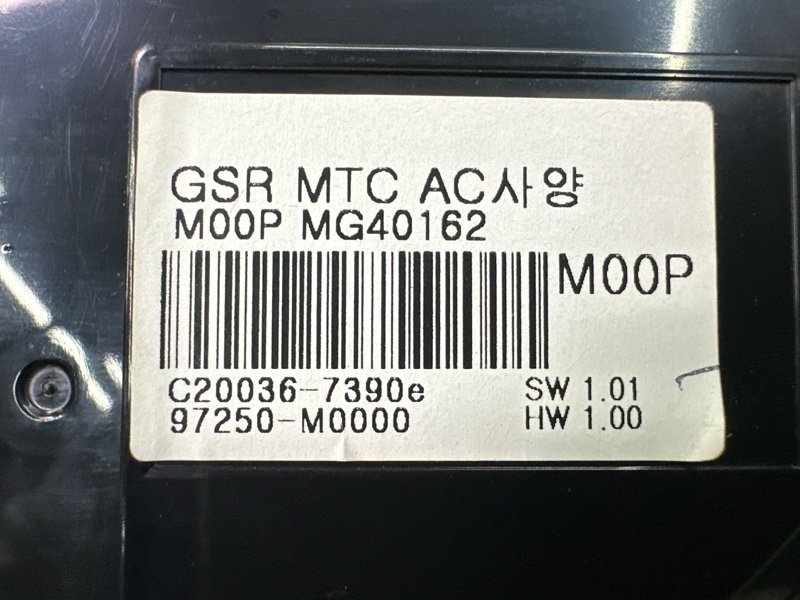 GSR MTC AC사양
M00P MG40162
M00P
C20036-7390e SW 1.01
97250-M0000 HW 1.00